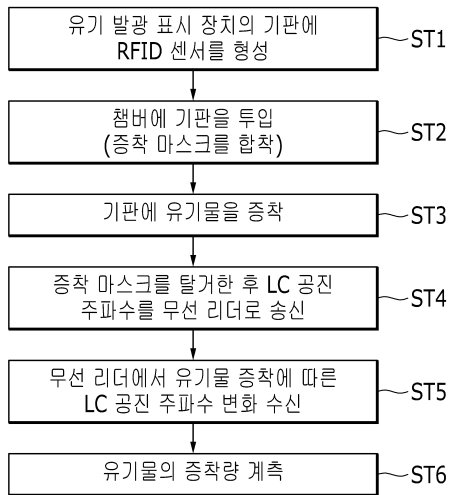 유기 발광 표시 장치의 기판에
RFID 센서를 형성
ST1
챔버에 기판을 투입
(증착 마스크를 합착)
ST2
기판에 유기물을 증착
ST3
증착 마스크를 탈거한 후 LC 공진
주파수를 무선 리더로 송신
ST4
무선 리더에서 유기물 증착에 따른
LC 공진 주파수 변화 수신
ST5
유기물의 증착량 계측
ST6